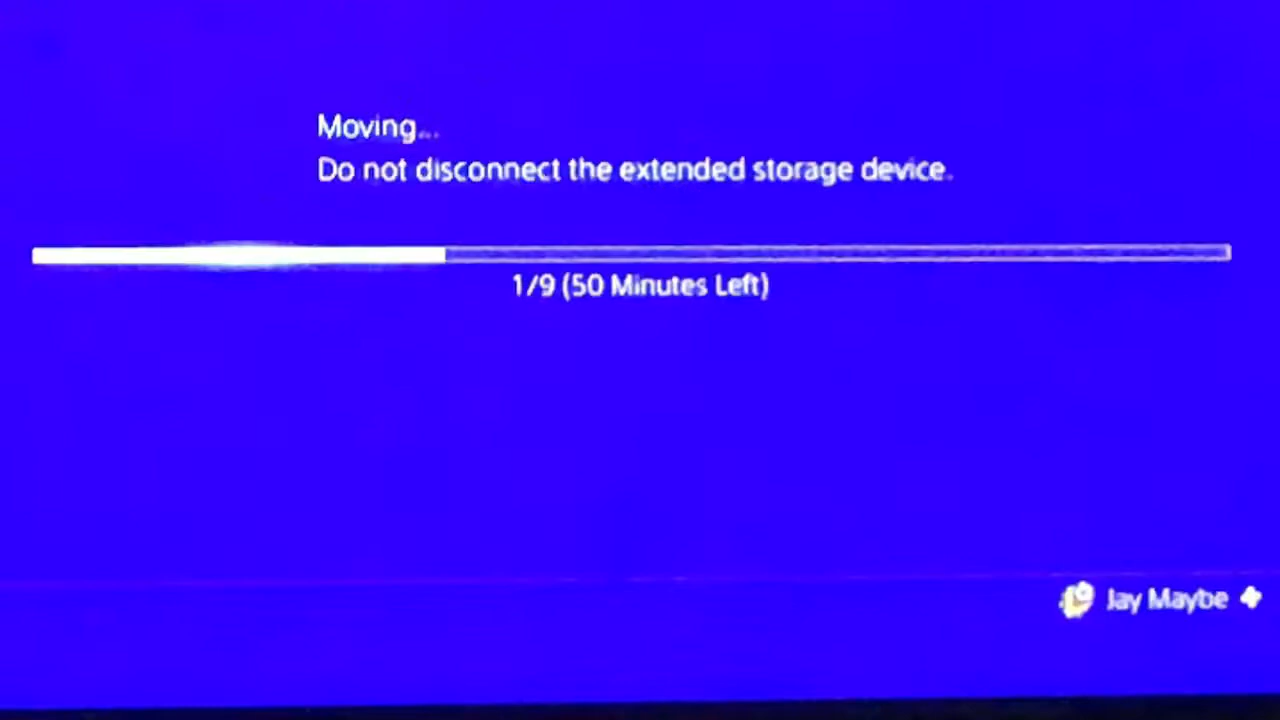 Moving...
Do not disconnect the extended storage device.
1/9 (50 Minutes Left)
Jay Maybe